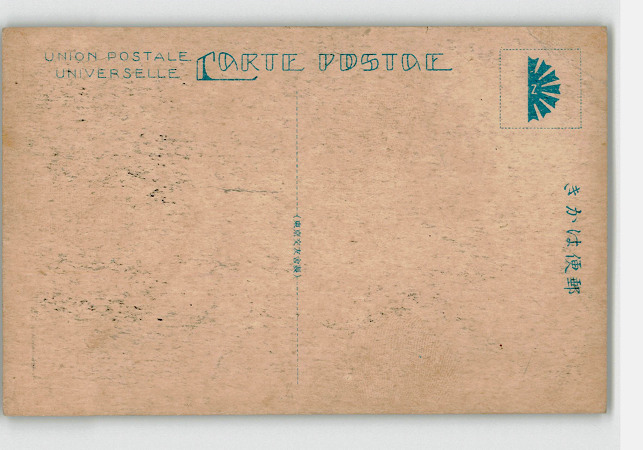 UNION POSTALE
UNIVERSELLE
CARTE POSTALE
Z
きかは便郵